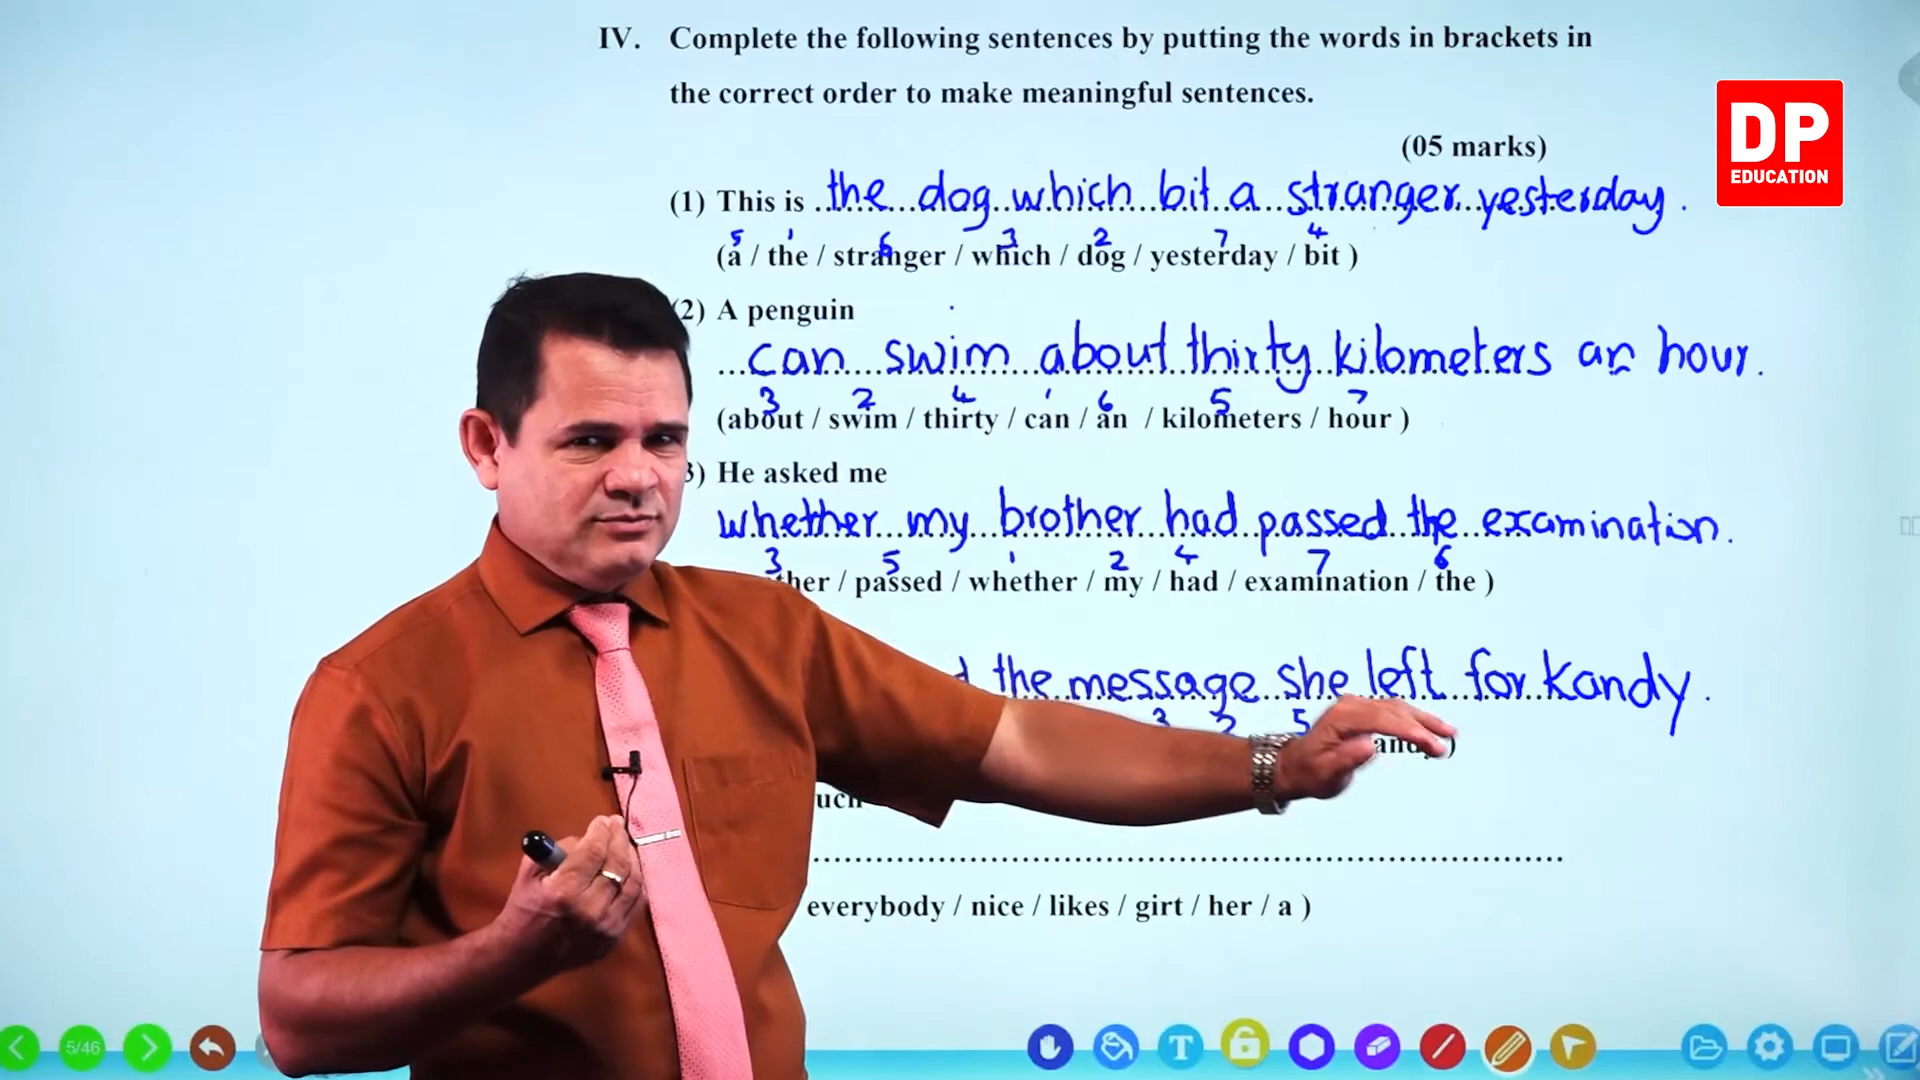 IV. Complete the following sentences by putting the words in brackets in
the correct order to make meaningful sentences.
(05 marks)
DP
EDUCATION
(1) This is the dog which bit a stranger yesterday.
5 1 6 3 2 7 4
(a / the / stranger / which / dog / yesterday / bit )
2) A penguin
can swim about thirty kilometers an hour.
3 2 4 1 6 5 7
(about / swim / thirty / can / an / kilometers / hour )
3) He asked me
whether my brother had passed the examination.
3 5 1 2 4 7 6
ther / passed / whether / my / had / examination / the )
the message she left for Kandy.
3 2 5
everybody / nice / likes / girt / her / a )
5/46
T